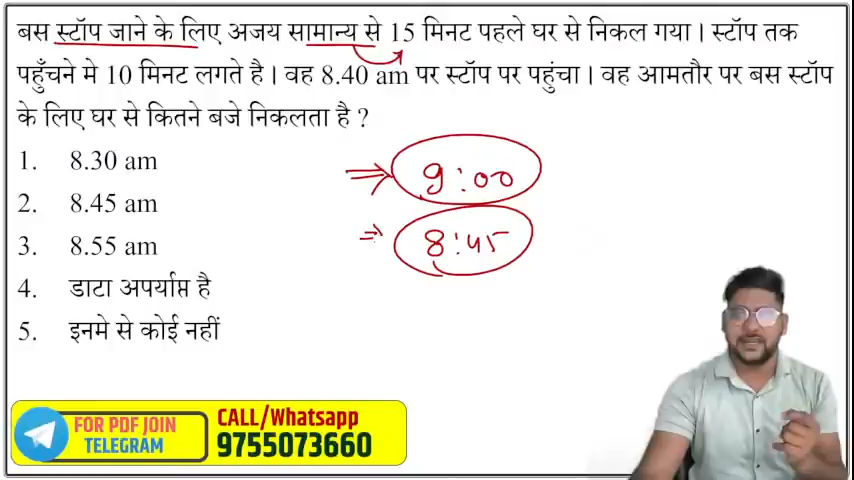 बस स्टॉप जाने के लिए अजय सामान्य से 15 मिनट पहले घर से निकल गया। स्टॉप तक
पहुँचने मे 10 मिनट लगते है। वह 8.40 am पर स्टॉप पर पहुंचा। वह आमतौर पर बस स्टॉप
के लिए घर से कितने बजे निकलता है ?
1. 8.30 am
2. 8.45 am
3. 8.55 am
4. डाटा अपर्याप्त है
5. इनमे से कोई नहीं
9:00
8:45
FOR PDF JOIN
TELEGRAM
CALL/Whatsapp
9755073660